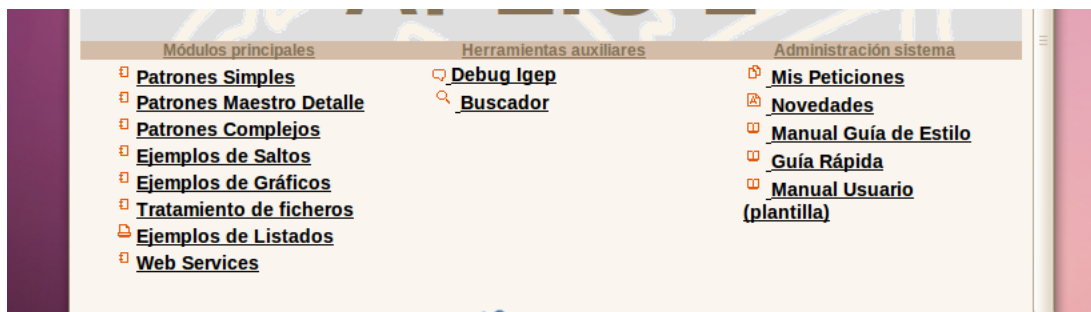 Módulos principales
Patrones Simples
Patrones Maestro Detalle
Patrones Complejos
Ejemplos de Saltos
Ejemplos de Gráficos
Tratamiento de ficheros
Ejemplos de Listados
Web Services
Herramientas auxiliares
Debug Igep
Buscador
Administración sistema
Mis Peticiones
Novedades
Manual Guía de Estilo
Guía Rápida
Manual Usuario
(plantilla)